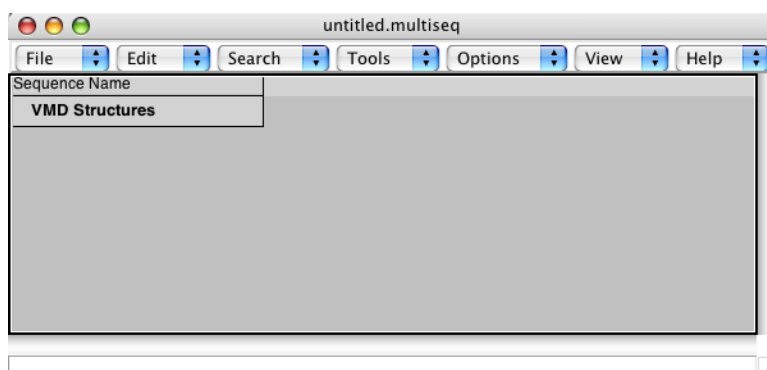 untitled.multiseq
File Edit Search Tools Options View Help
Sequence Name
VMD Structures